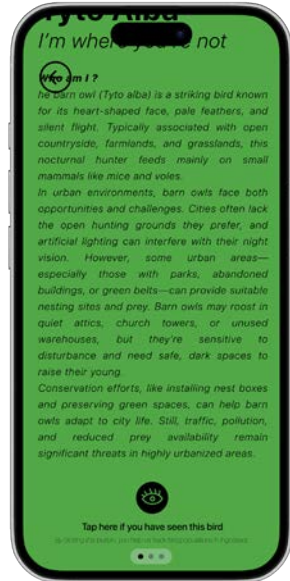 Tyto Alba
I'm where you're not
Who am I ?
he barn owl (Tyto alba) is a striking bird known
for its heart-shaped face, pale feathers, and
silent flight. Typically associated with open
countryside, farmlands, and grasslands, this
nocturnal hunter feeds mainly on small
mammals like mice and voles.
In urban environments, barn owls face both
opportunities and challenges. Cities often lack
the open hunting grounds they prefer, and
artificial lighting can interfere with their night
vision. However, some urban areas—
especially those with parks, abandoned
buildings, or green belts—can provide suitable
nesting sites and prey. Barn owls may roost in
quiet attics, church towers, or unused
warehouses, but they're sensitive to
disturbance and need safe, dark spaces to
raise their young.
Conservation efforts, like installing nest boxes
and preserving green spaces, can help barn
owls adapt to city life. Still, traffic, pollution,
and reduced prey availability remain
significant threats in highly urbanized areas.
Tap here if you have seen this bird